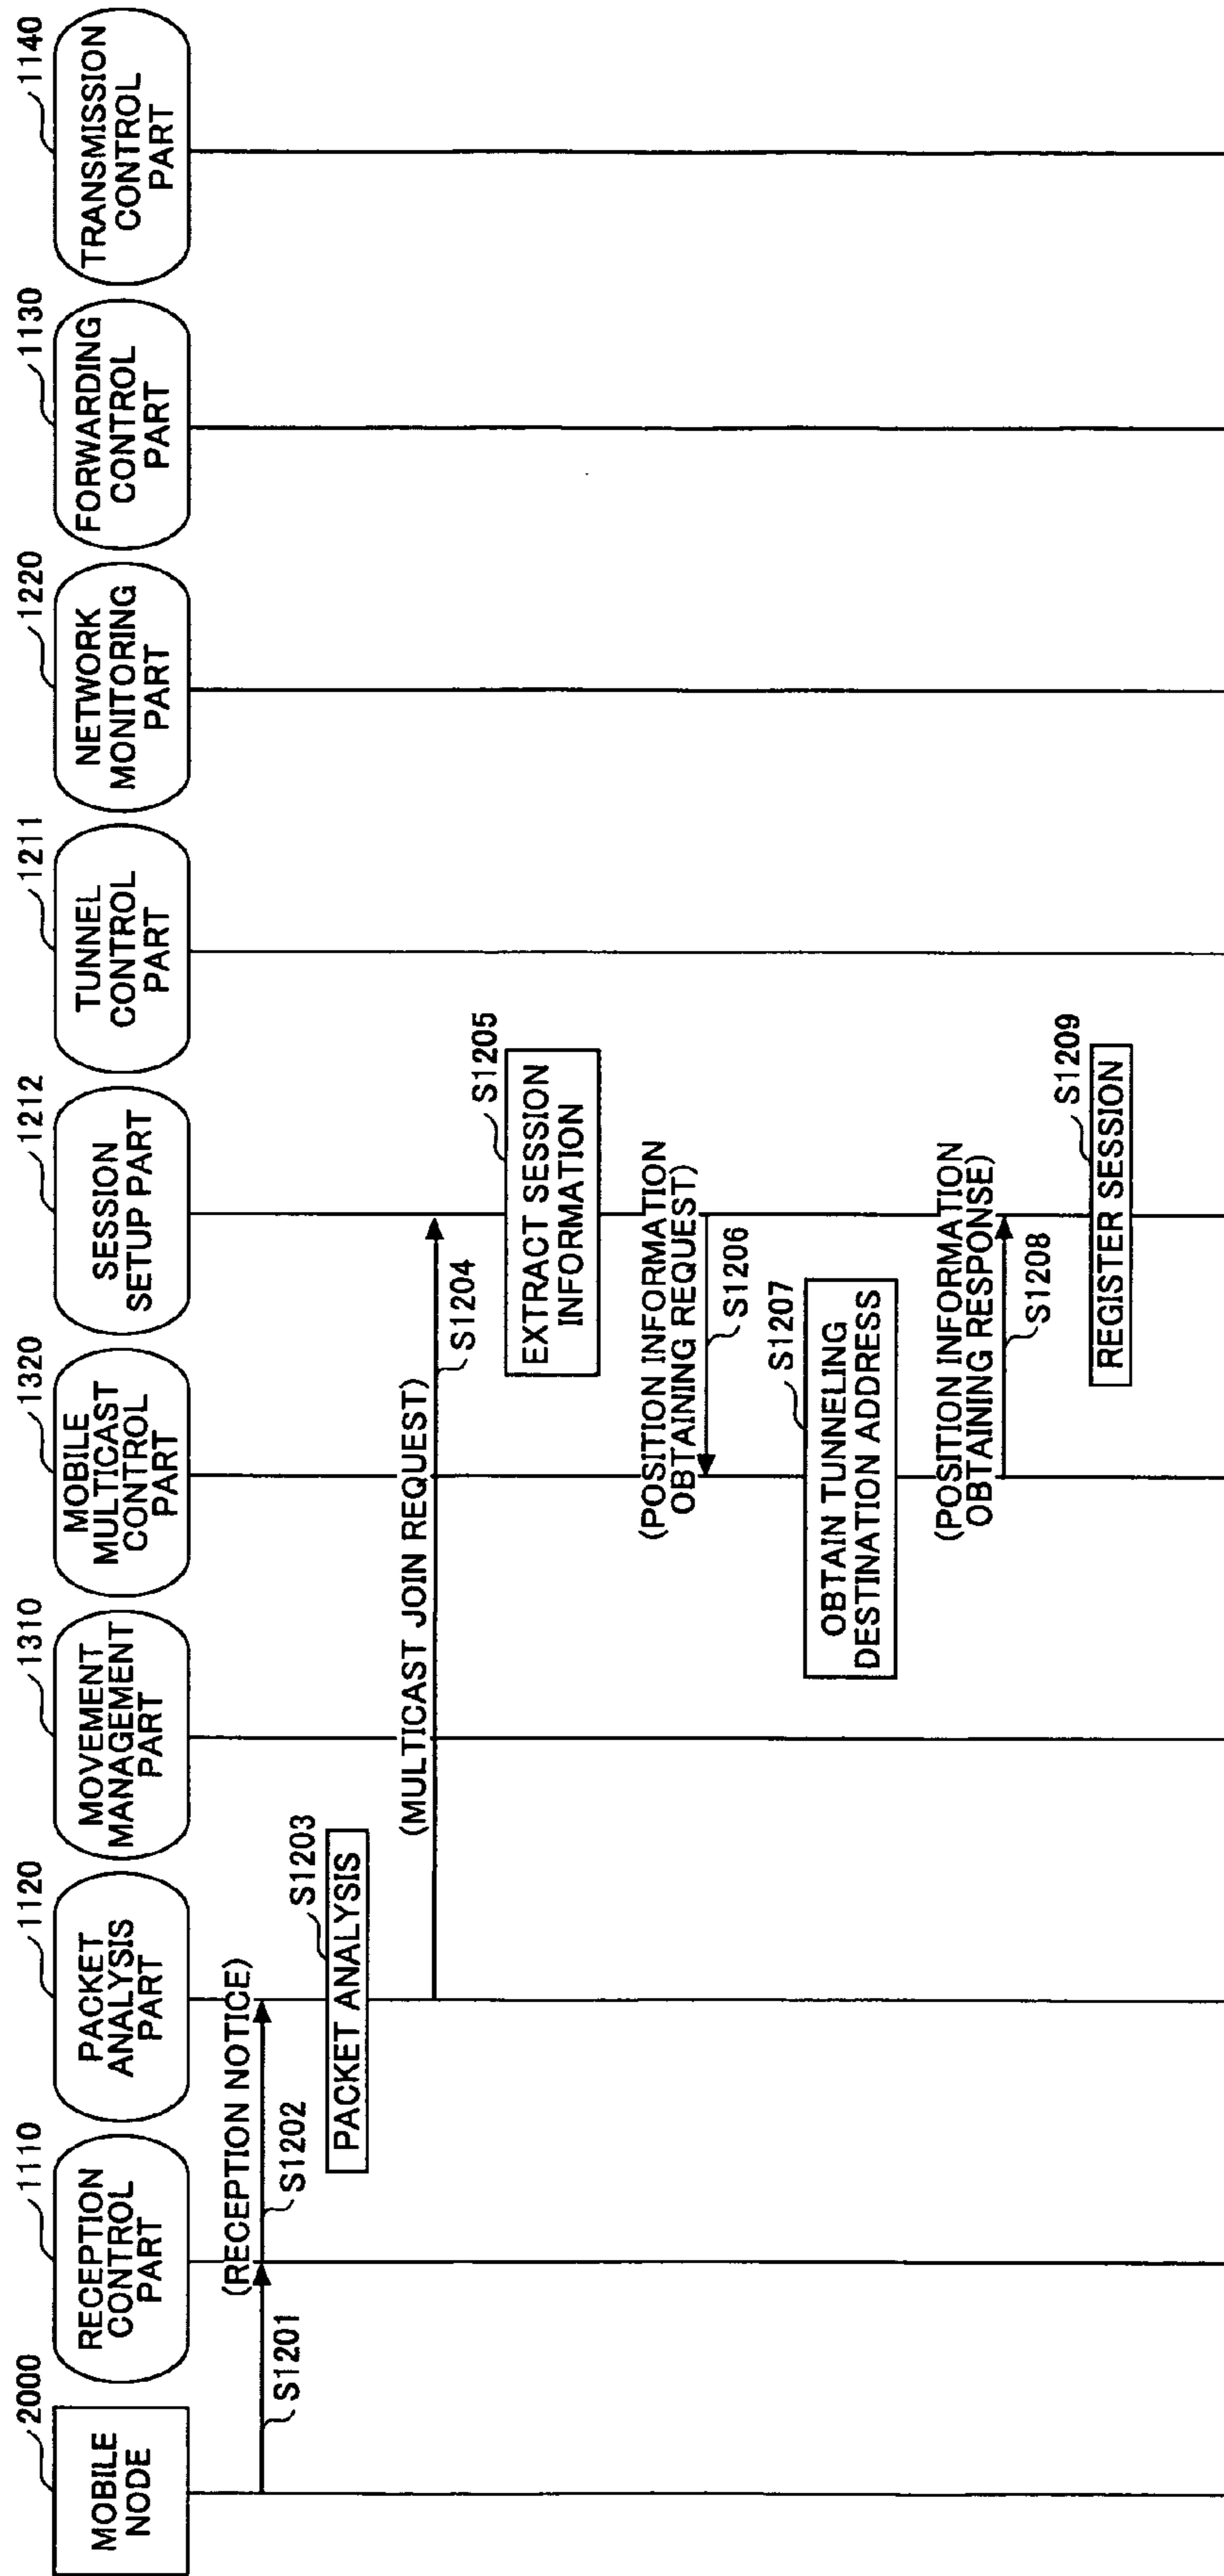 2000
MOBILE
NODE
1110
RECEPTION
CONTROL
PART
1120
PACKET
ANALYSIS
PART
1310
MOVEMENT
MANAGEMENT
PART
1320
MOBILE
MULTICAST
CONTROL
PART
1212
SESSION
SETUP PART
1211
TUNNEL
CONTROL
PART
1220
NETWORK
MONITORING
PART
1130
FORWARDING
CONTROL
PART
1140
TRANSMISSION
CONTROL
PART
S1201
(RECEPTION NOTICE)
S1202
S1203
PACKET ANALYSIS
(MULTICAST JOIN REQUEST)
S1204
S1205
EXTRACT SESSION
INFORMATION
(POSITION INFORMATION
OBTAINING REQUEST)
S1206
S1207
OBTAIN TUNNELING
DESTINATION ADDRESS
(POSITION INFORMATION
OBTAINING RESPONSE)
S1208
S1209
REGISTER SESSION